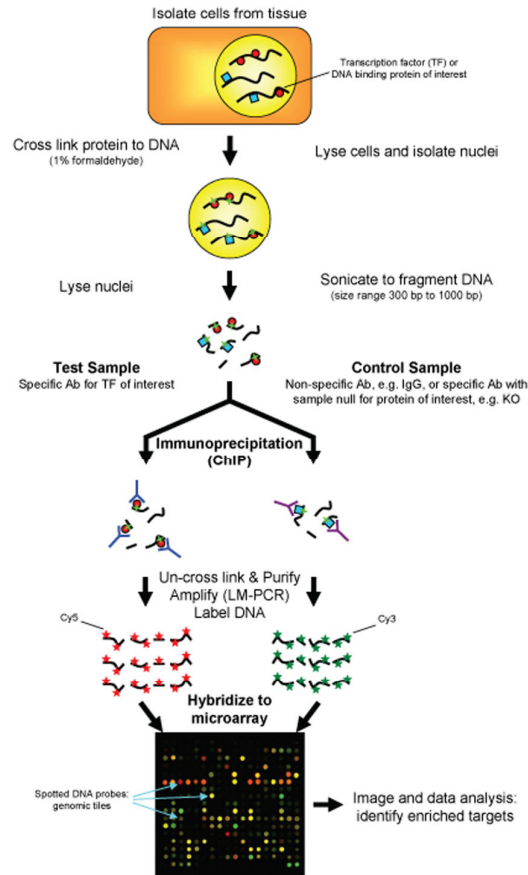 Isolate cells from tissue
Transcription factor (TF) or
DNA binding protein of interest
Cross link protein to DNA
(1% formaldehyde)
Lyse cells and isolate nuclei
Lyse nuclei
Sonicate to fragment DNA
(size range 300 bp to 1000 bp)
Test Sample
Specific Ab for TF of interest
Control Sample
Non-specific Ab, e.g. IgG, or specific Ab with
sample null for protein of interest, e.g. KO
Immunoprecipitation
(ChIP)
Un-cross link & Purify
Amplify (LM-PCR)
Label DNA
Cy5
Cy3
Hybridize to
microarray
Spotted DNA probes:
genomic tiles
Image and data analysis:
identify enriched targets